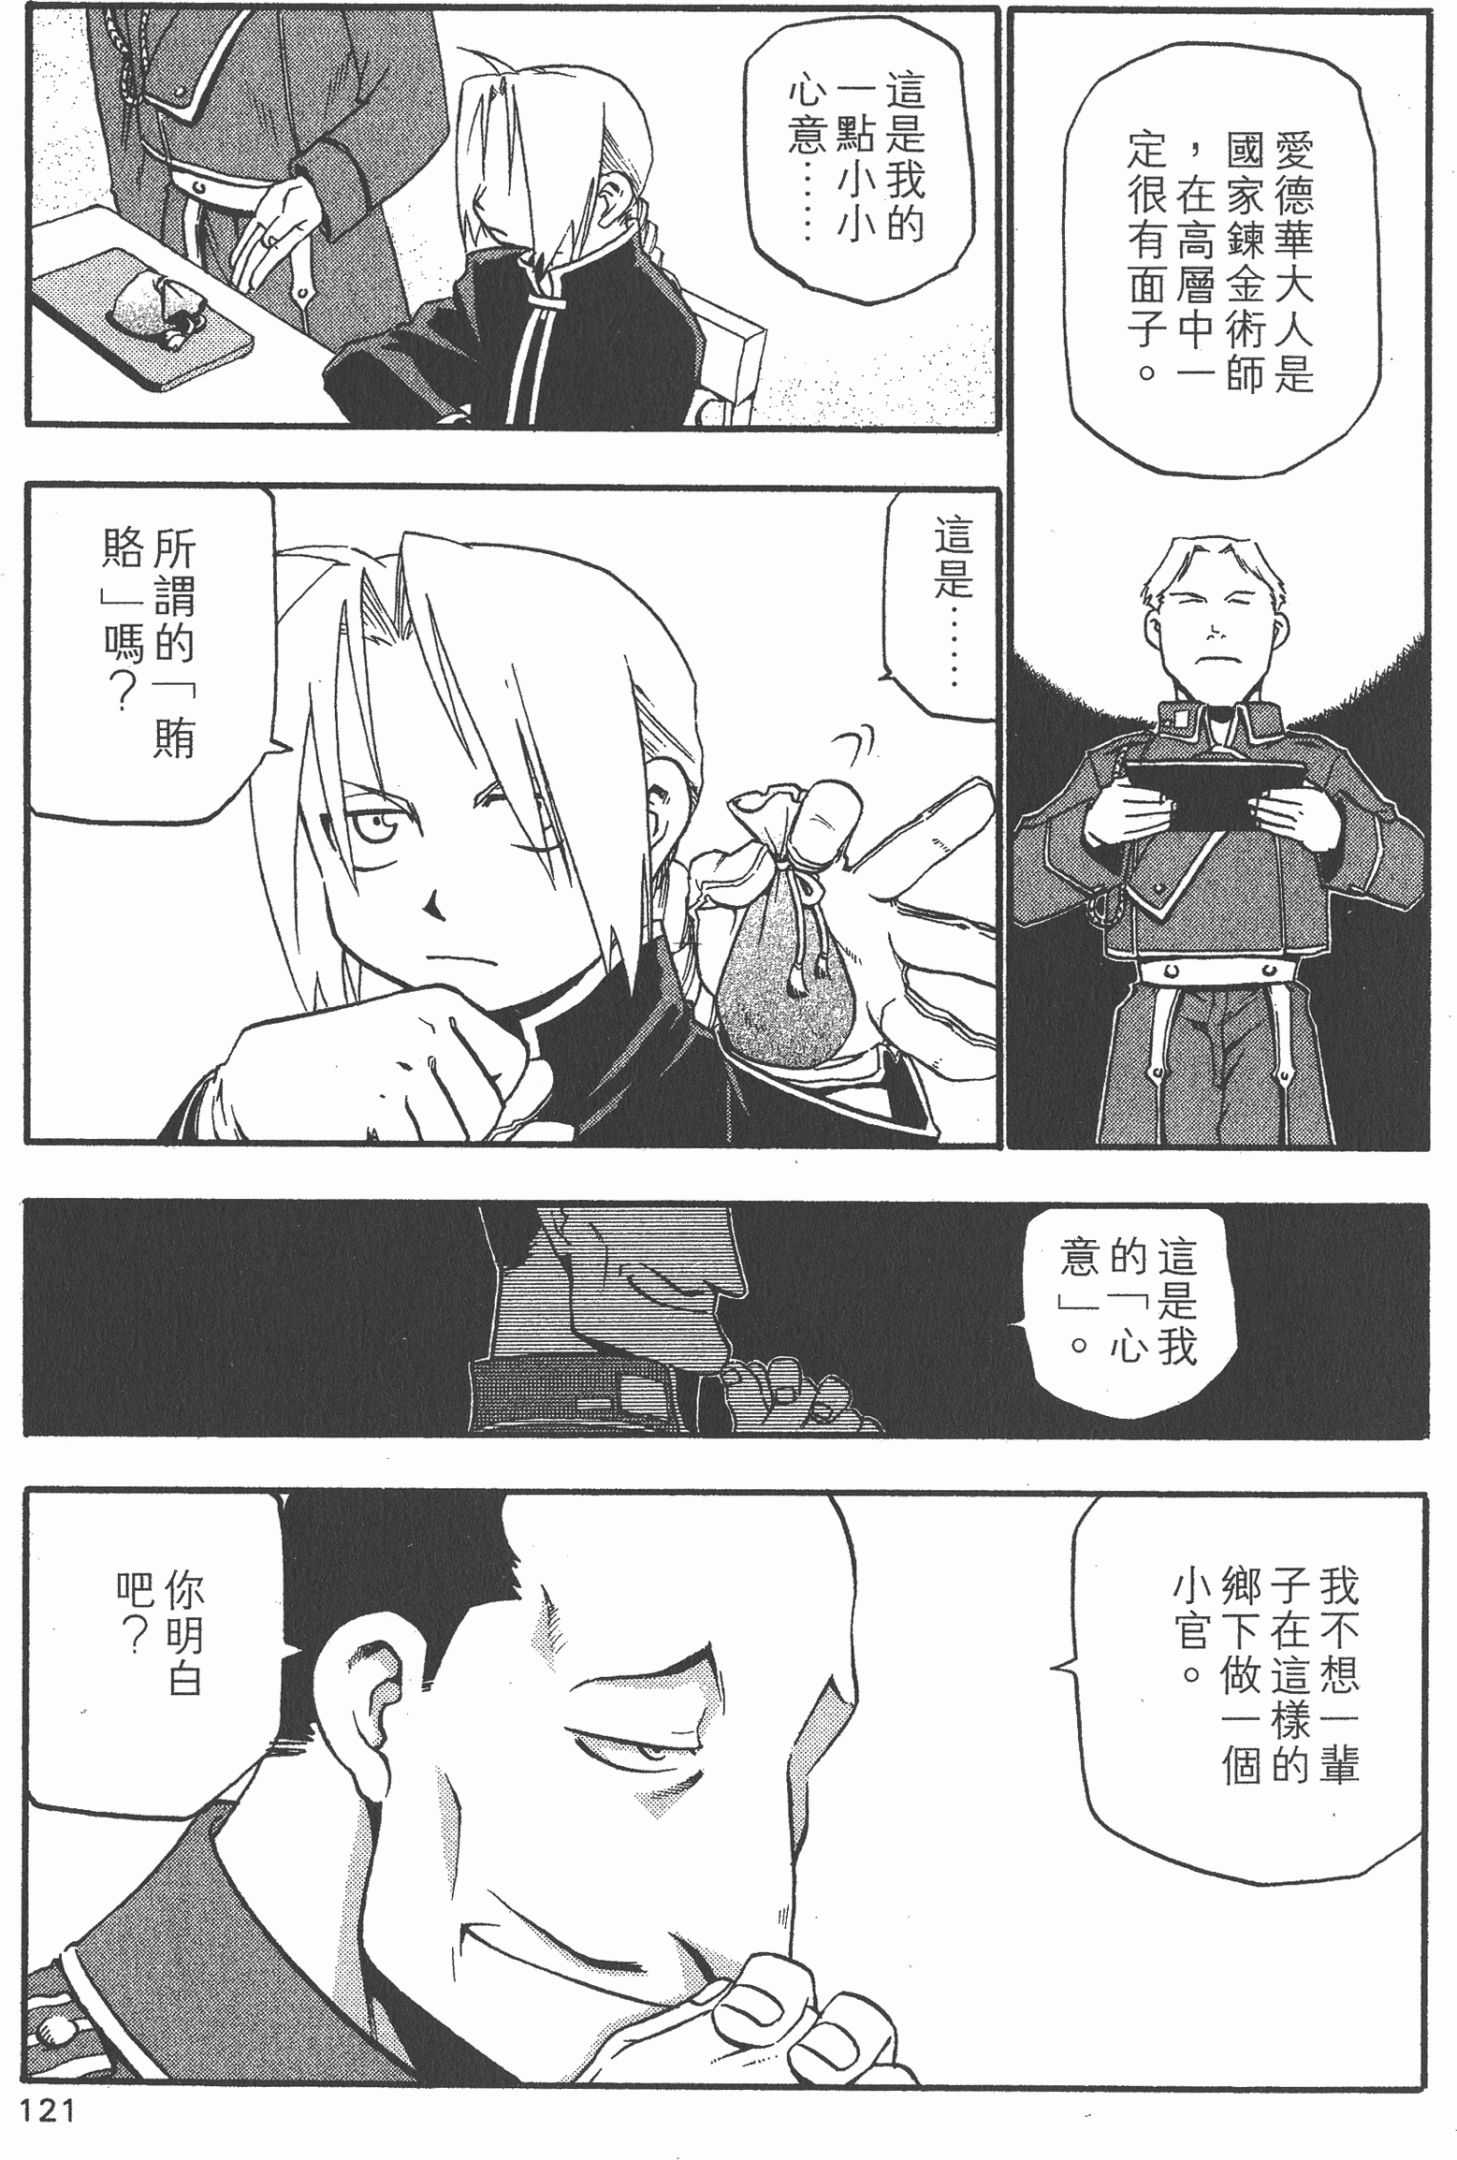 愛德華大人是
國家鍊金術師
，在高層中一
定很有面子。
這是我的
一點小小
心意⋯⋯
這是⋯⋯
所謂的「賄
賂」嗎？
這是我
的「心
意」。
我不想一輩
子在這樣的
鄉下做一個
小官。
你明白
吧？
121